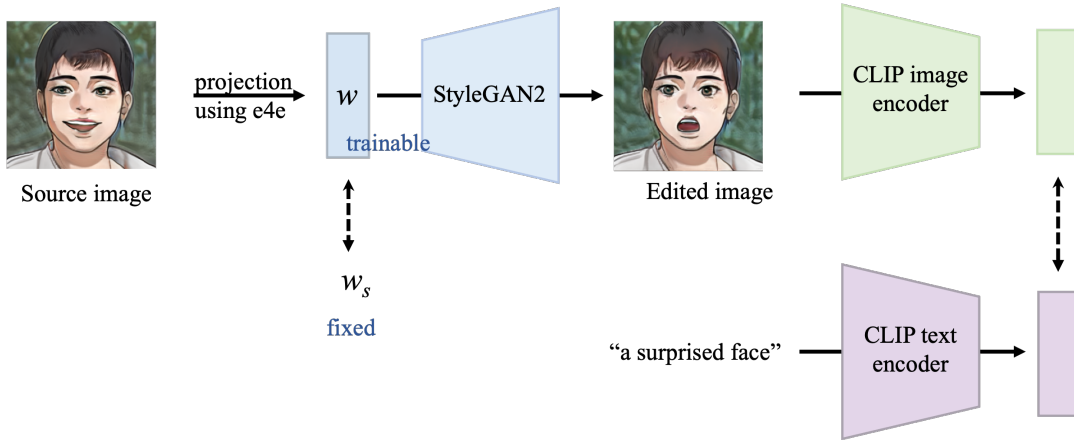 projection
using e4e
w
trainable
StyleGAN2
CLIP image
encoder
Source image
Edited image
w_s
fixed
“a surprised face”
CLIP text
encoder